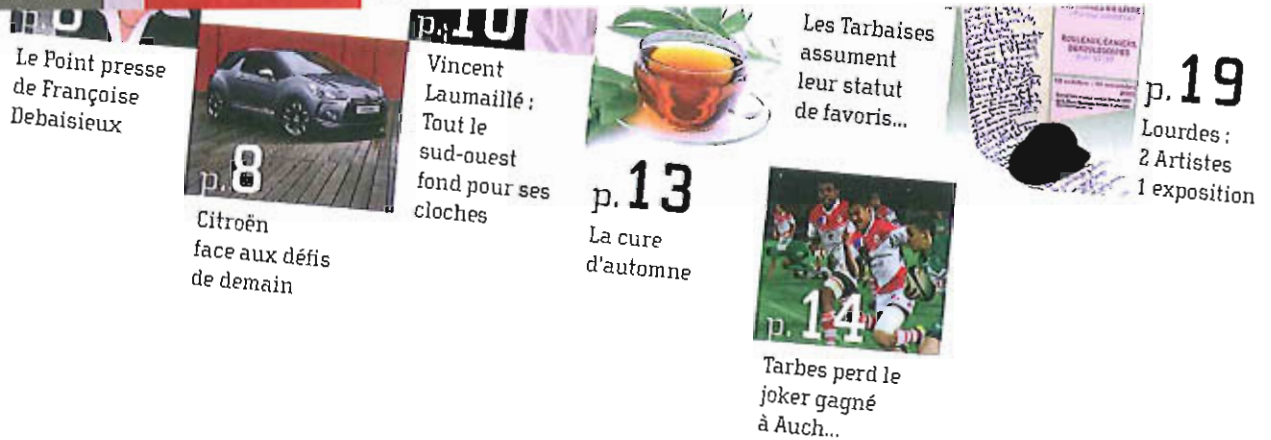 Le Point presse
de Françoise
Debaisieux
p.8
Citroën
face aux défis
de demain
p.10
Vincent
Laumaillé :
Tout le
sud-ouest
fond pour ses
cloches
p.13
La cure
d'automne
Les Tarbaises
assument
leur statut
de favoris...
p.14
Tarbes perd le
joker gagné
à Auch...
p.19
Lourdes :
2 Artistes
1 exposition